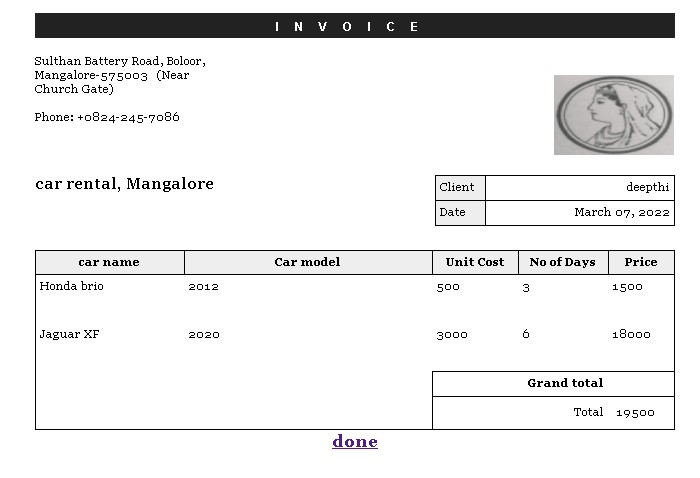 I N V O I C E
Sulthan Battery Road, Boloor,
Mangalore-575003 (Near
Church Gate)
Phone: +0824-245-7086
car rental, Mangalore
Client deepthi
Date March 07, 2022
car name Car model Unit Cost No of Days Price
Honda brio 2012 500 3 1500
Jaguar XF 2020 3000 6 18000
Grand total
Total 19500
done